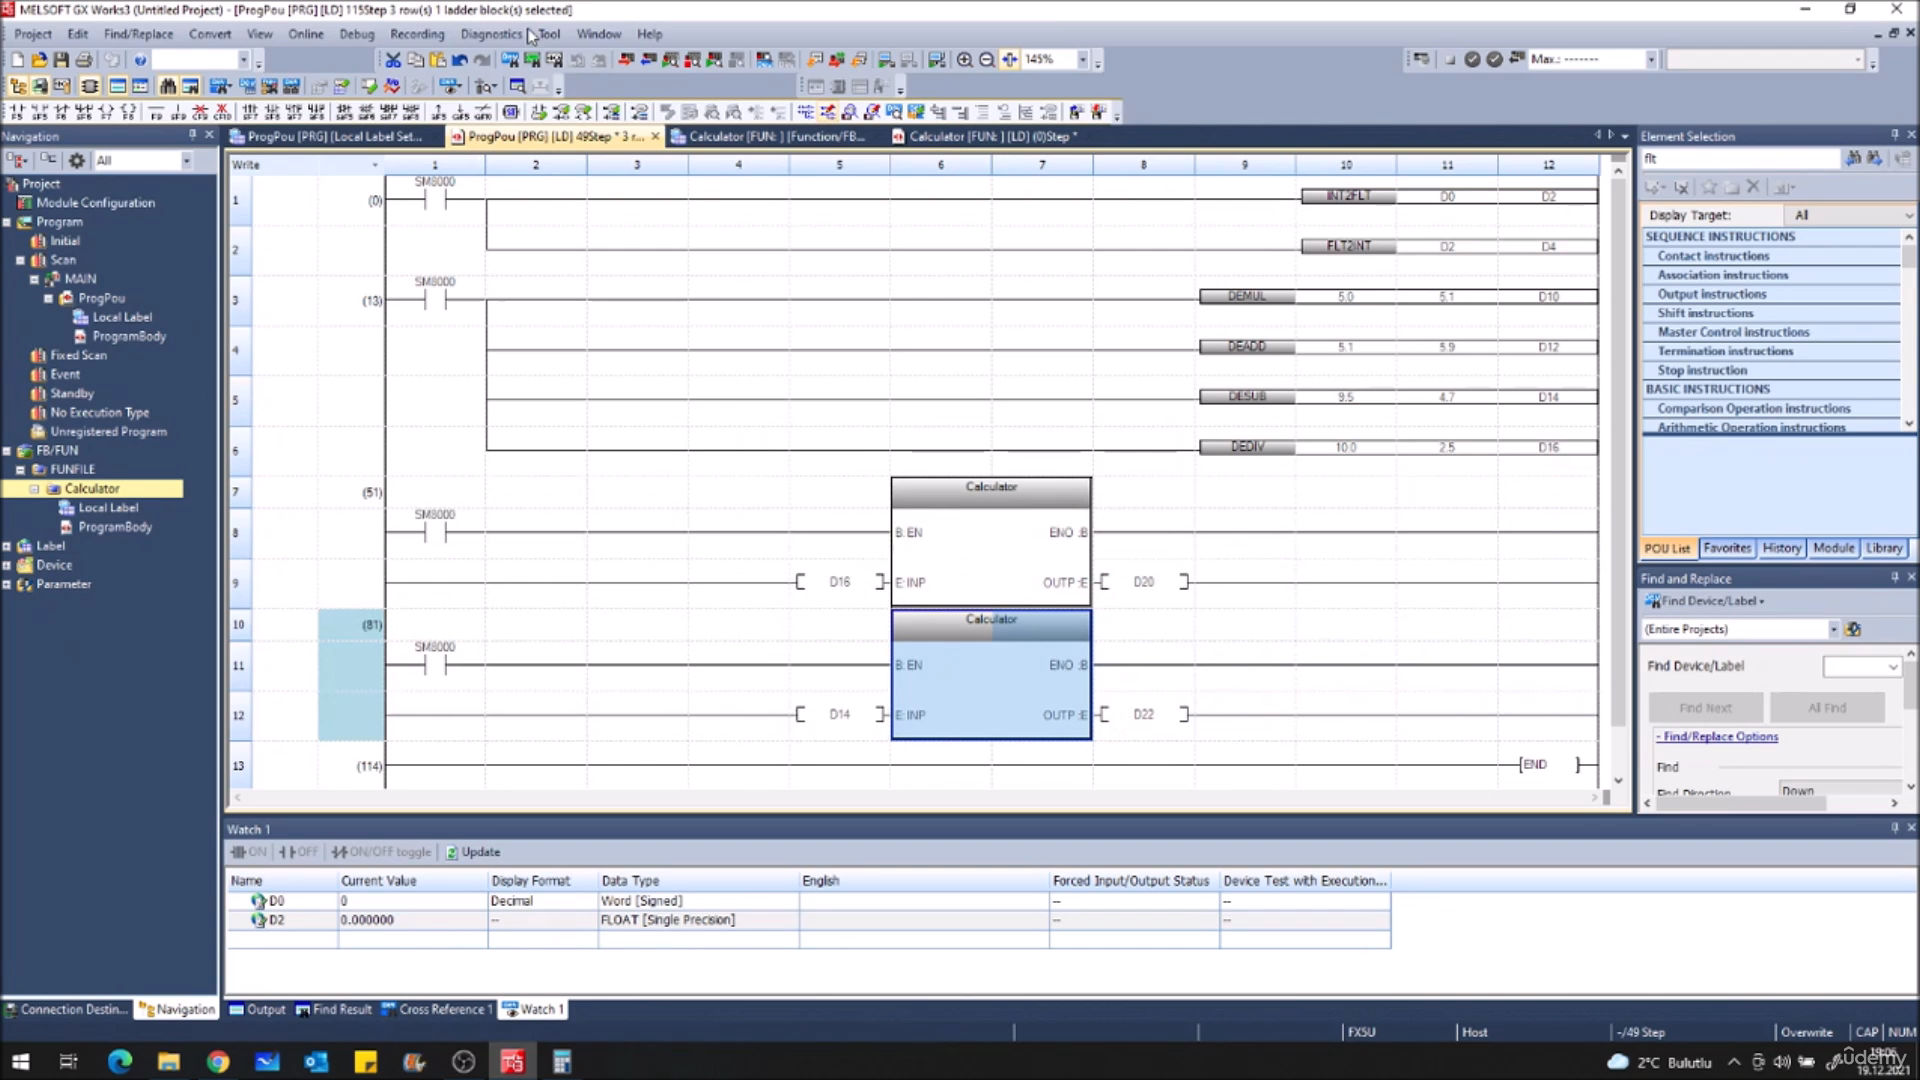 MELSOFT GX Works3 (Untitled Project) - [ProgPou [PRG] [LD] 115Step 3 row(s) 1 ladder block(s) selected]
Project Edit Find/Replace Convert View Online Debug Recording Diagnostics Tool Window Help
145%
Max.: -------
Navigation
ProgPou [PRG] [Local Label Set...
ProgPou [PRG] [LD] 49Step * 3 r...
Calculator [FUN: ] [Function/FB...
Calculator [FUN: ] [LD] (0)Step *
Element Selection
All
flt
Write 1 2 3 4 5 6 7 8 9 10 11 12
Project
Module Configuration
Program
Initial
Scan
MAIN
ProgPou
Local Label
ProgramBody
Fixed Scan
Event
Standby
No Execution Type
Unregistered Program
FB/FUN
FUNFILE
Calculator
Local Label
ProgramBody
Label
Device
Parameter
SM8000
1 (0) INT2FLT D0 D2
2 FLT2INT D2 D4
SM8000
3 (13) DEMUL 5.0 5.1 D10
4 DEADD 5.1 5.9 D12
5 DESUB 9.5 4.7 D14
6 DEDIV 10.0 2.5 D16
7 (51) Calculator
SM8000
8 B:EN ENO :B
9 D16 E:INP OUTP :E D20
10 (81) Calculator
SM8000
11 B:EN ENO :B
12 D14 E:INP OUTP :E D22
13 (114) END
Display Target: All
SEQUENCE INSTRUCTIONS
Contact instructions
Association instructions
Output instructions
Shift instructions
Master Control instructions
Termination instructions
Stop instruction
BASIC INSTRUCTIONS
Comparison Operation instructions
Arithmetic Operation instructions
POU List Favorites History Module Library
Find and Replace
Find Device/Label
(Entire Projects)
Find Device/Label
Find Next All Find
- Find/Replace Options
Find
Find Direction Down
Watch 1
ON OFF ON/OFF toggle Update
Name Current Value Display Format Data Type English Forced Input/Output Status Device Test with Execution...
D0 0 Decimal Word [Signed] -- --
D2 0.000000 -- FLOAT [Single Precision] -- --
Connection Destin... Navigation Output Find Result Cross Reference 1 Watch 1
FX5U Host -/49 Step Overwrite CAP NUM
2°C Bulutlu
ûdemy
19.12.2021